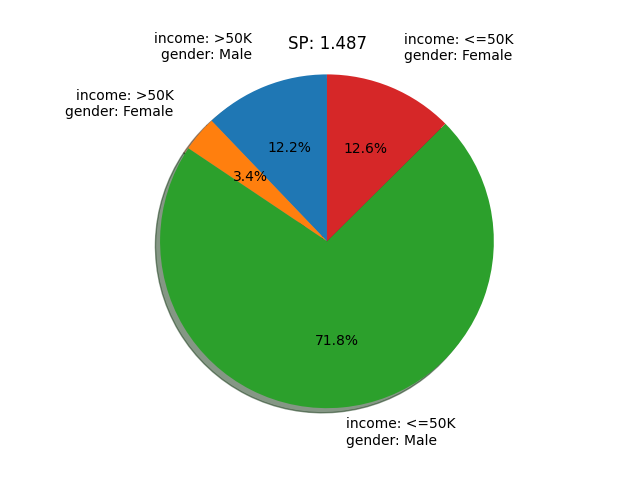 SP: 1.487
income: >50K
gender: Male
income: <=50K
gender: Female
income: >50K
gender: Female
12.2%
12.6%
3.4%
71.8%
income: <=50K
gender: Male